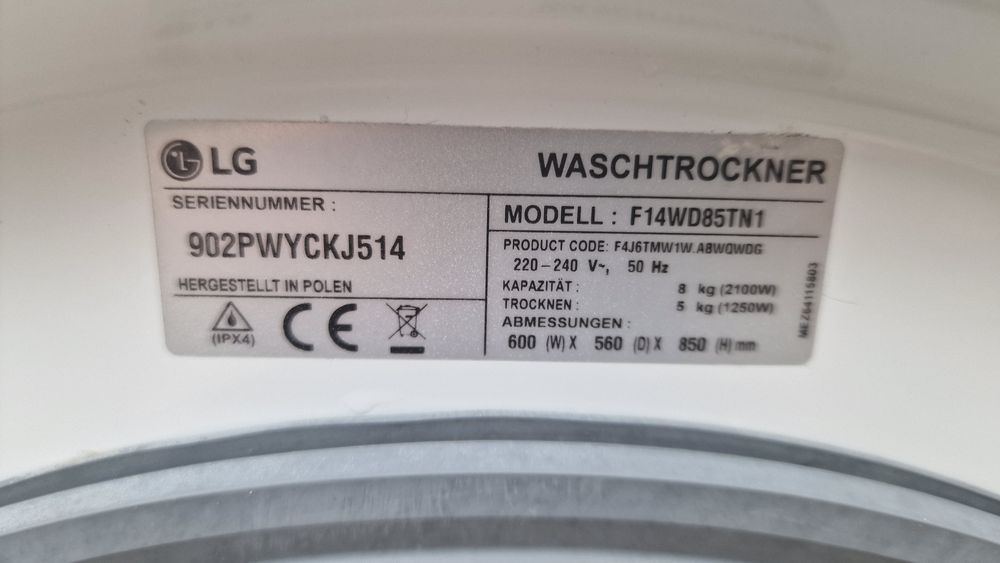 LG
WASCHTROCKNER
SERIENNUMMER :
902PWYCKJ514
HERGESTELLT IN POLEN
(IPX4)
CE
MODELL : F14WD85TN1
PRODUCT CODE: F4J6TMW1W.ABWQWDG
220-240 V~, 50 Hz
KAPAZITÄT : 8 kg (2100W)
TROCKNEN : 5 kg (1250W)
ABMESSUNGEN :
600 (W) X 560 (D) X 850 (H) mm
MEZ64115803